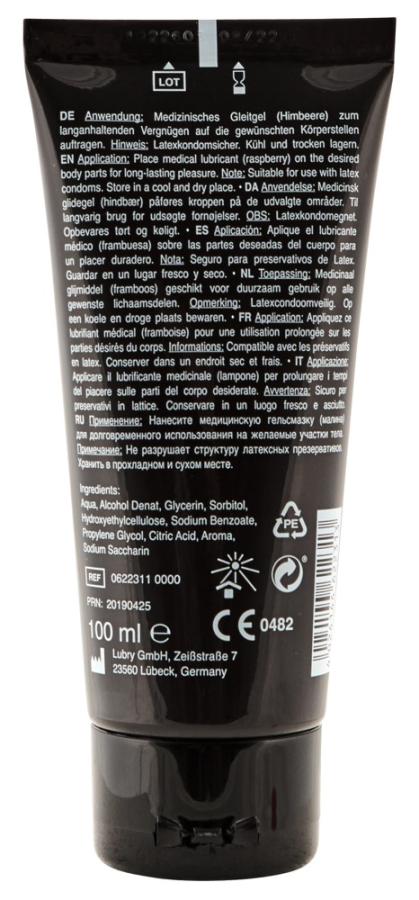 LOT
DE Anwendung: Medizinisches Gleitgel (Himbeere) zum
langanhaltenden Vergnügen auf die gewünschten Körperstellen
auftragen. Hinweis: Latexkondomsicher. Kühl und trocken lagern.
EN Application: Place medical lubricant (raspberry) on the desired
body parts for long-lasting pleasure. Note: Suitable for use with latex
condoms. Store in a cool and dry place. • DA Anvendelse: Medicinsk
glidegel (hindbær) påføres kroppen på de udvalgte områder. Til
langvarig brug for udsøgte fornøjelser. OBS: Latexkondomegnet.
Opbevares tørt og køligt. • ES Aplicación: Aplique el lubricante
médico (frambuesa) sobre las partes deseadas del cuerpo para
un placer duradero. Nota: Seguro para preservativos de Latex.
Guardar en un lugar fresco y seco. • NL Toepassing: Medicinaal
glijmiddel (framboos) geschikt voor duurzaam gebruik op alle
gewenste lichaamsdelen. Opmerking: Latexcondoomveilig. Op
een koele en droge plaats bewaren. • FR Application: Appliquez ce
lubrifiant médical (framboise) pour une utilisation prolongée sur les
parties désirés du corps. Informations: Compatible avec les préservatifs
en latex. Conserver dans un endroit sec et frais. • IT Applicazione:
Applicare il lubrificante medicinale (lampone) per prolungare i tempi
del piacere sulle parti del corpo desiderate. Avvertenza: Sicuro per
preservativi in lattice. Conservare in un luogo fresco e asciutto.
RU Применение: Нанесите медицинскую гельсмазку (малина)
для долговременного использования на желаемые участки тела.
Примечание: Не разрушает структуру латексных презервативов.
Хранить в прохладном и сухом месте.
Ingredients:
Aqua, Alcohol Denat, Glycerin, Sorbitol,
Hydroxyethylcellulose, Sodium Benzoate,
Propylene Glycol, Citric Acid, Aroma,
Sodium Saccharin
PE
REF 0622311 0000
PRN: 20190425
100 ml ℮
CE 0482
Lubry GmbH, Zeißstraße 7
23560 Lübeck, Germany